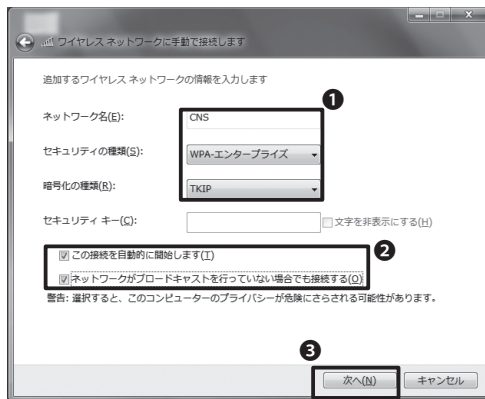 ワイヤレス ネットワークに手動で接続します
追加するワイヤレス ネットワークの情報を入力します
❶
ネットワーク名(E): CNS
セキュリティの種類(S): WPA-エンタープライズ
暗号化の種類(R): TKIP
セキュリティ キー(C): 文字を非表示にする(H)
❷
この接続を自動的に開始します(T)
ネットワークがブロードキャストを行っていない場合でも接続する(O)
警告: 選択すると、このコンピューターのプライバシーが危険にさらされる可能性があります。
❸
次へ(N) キャンセル